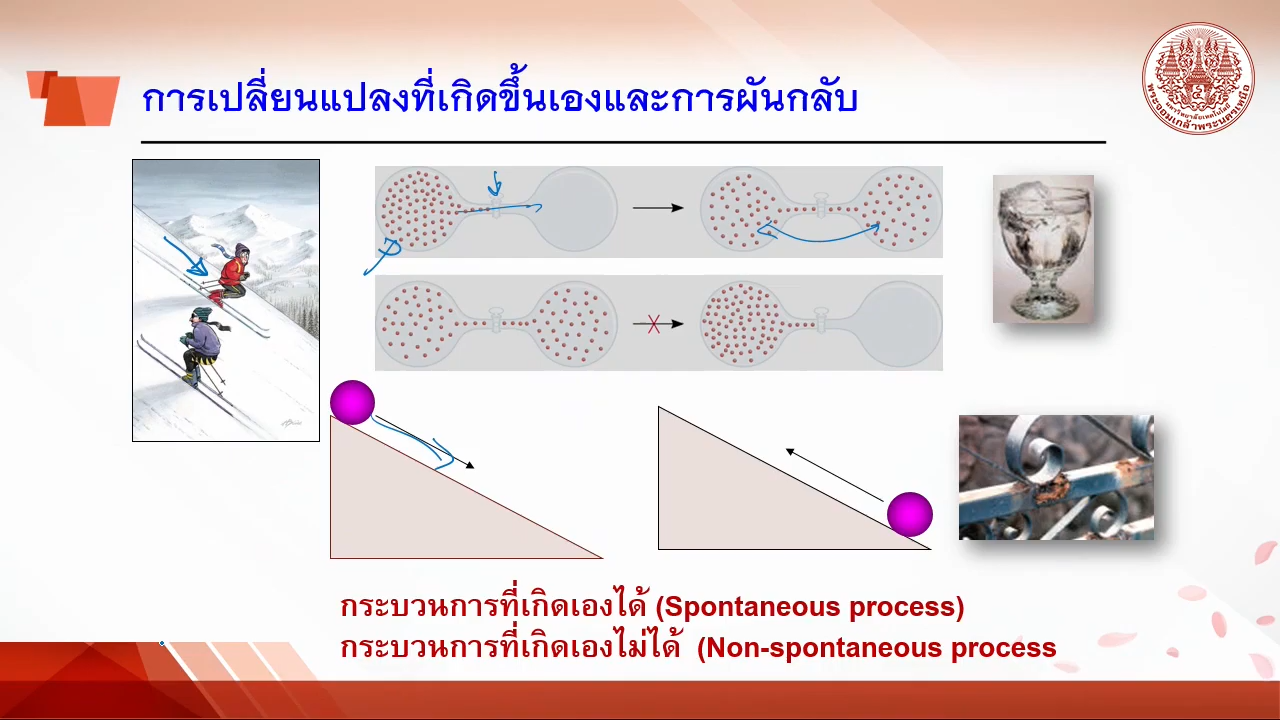 การเปลี่ยนแปลงที่เกิดขึ้นเองและการผันกลับ
กระบวนการที่เกิดเองได้ (Spontaneous process)
กระบวนการที่เกิดเองไม่ได้ (Non-spontaneous process